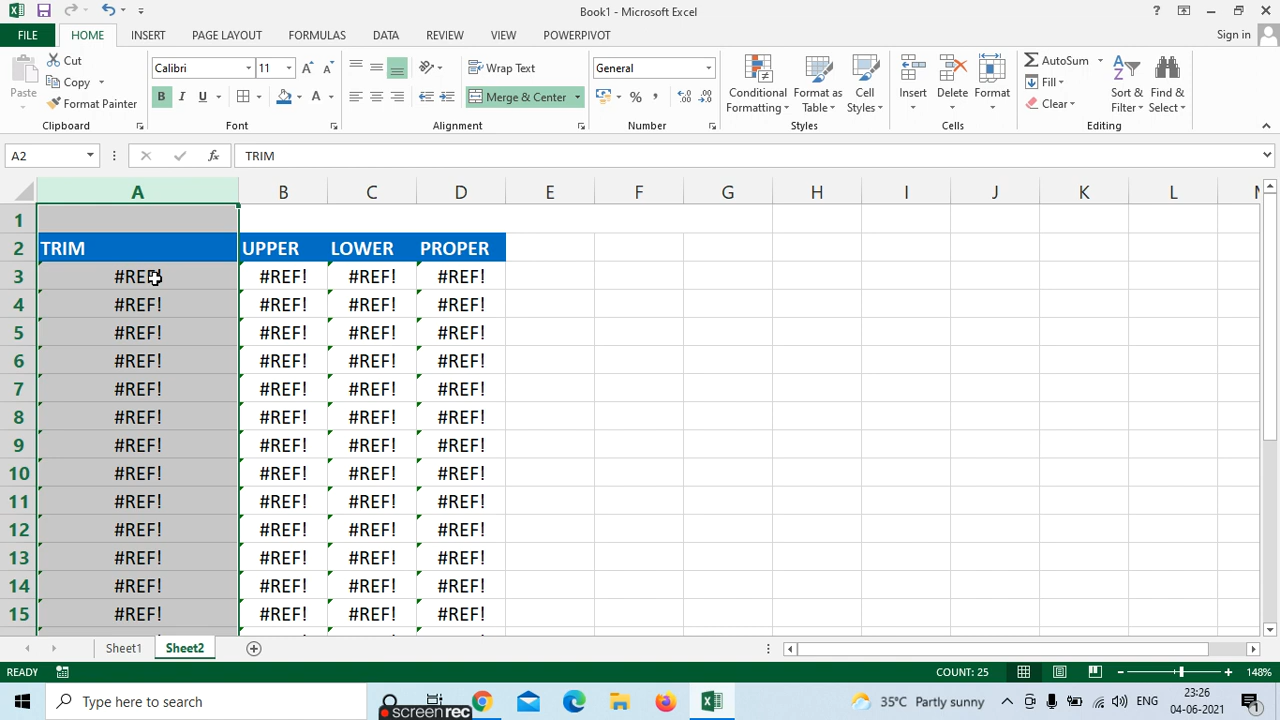 Book1 - Microsoft Excel
FILE HOME INSERT PAGE LAYOUT FORMULAS DATA REVIEW VIEW POWERPIVOT Sign in
Paste Cut Copy Format Painter Clipboard
Calibri 11 B I U A Font
Wrap Text Merge & Center Alignment
General % , Number
Conditional Formatting Format as Table Cell Styles Styles
Insert Delete Format Cells
AutoSum Fill Clear Sort & Filter Find & Select Editing
A2 fx TRIM
A B C D E F G H I J K L
1
2 TRIM UPPER LOWER PROPER
3 #REF! #REF! #REF! #REF!
4 #REF! #REF! #REF! #REF!
5 #REF! #REF! #REF! #REF!
6 #REF! #REF! #REF! #REF!
7 #REF! #REF! #REF! #REF!
8 #REF! #REF! #REF! #REF!
9 #REF! #REF! #REF! #REF!
10 #REF! #REF! #REF! #REF!
11 #REF! #REF! #REF! #REF!
12 #REF! #REF! #REF! #REF!
13 #REF! #REF! #REF! #REF!
14 #REF! #REF! #REF! #REF!
15 #REF! #REF! #REF! #REF!
Sheet1 Sheet2
READY COUNT: 25 148%
Type here to search screenrec 35°C Partly sunny ENG 23:26
04-06-2021 1